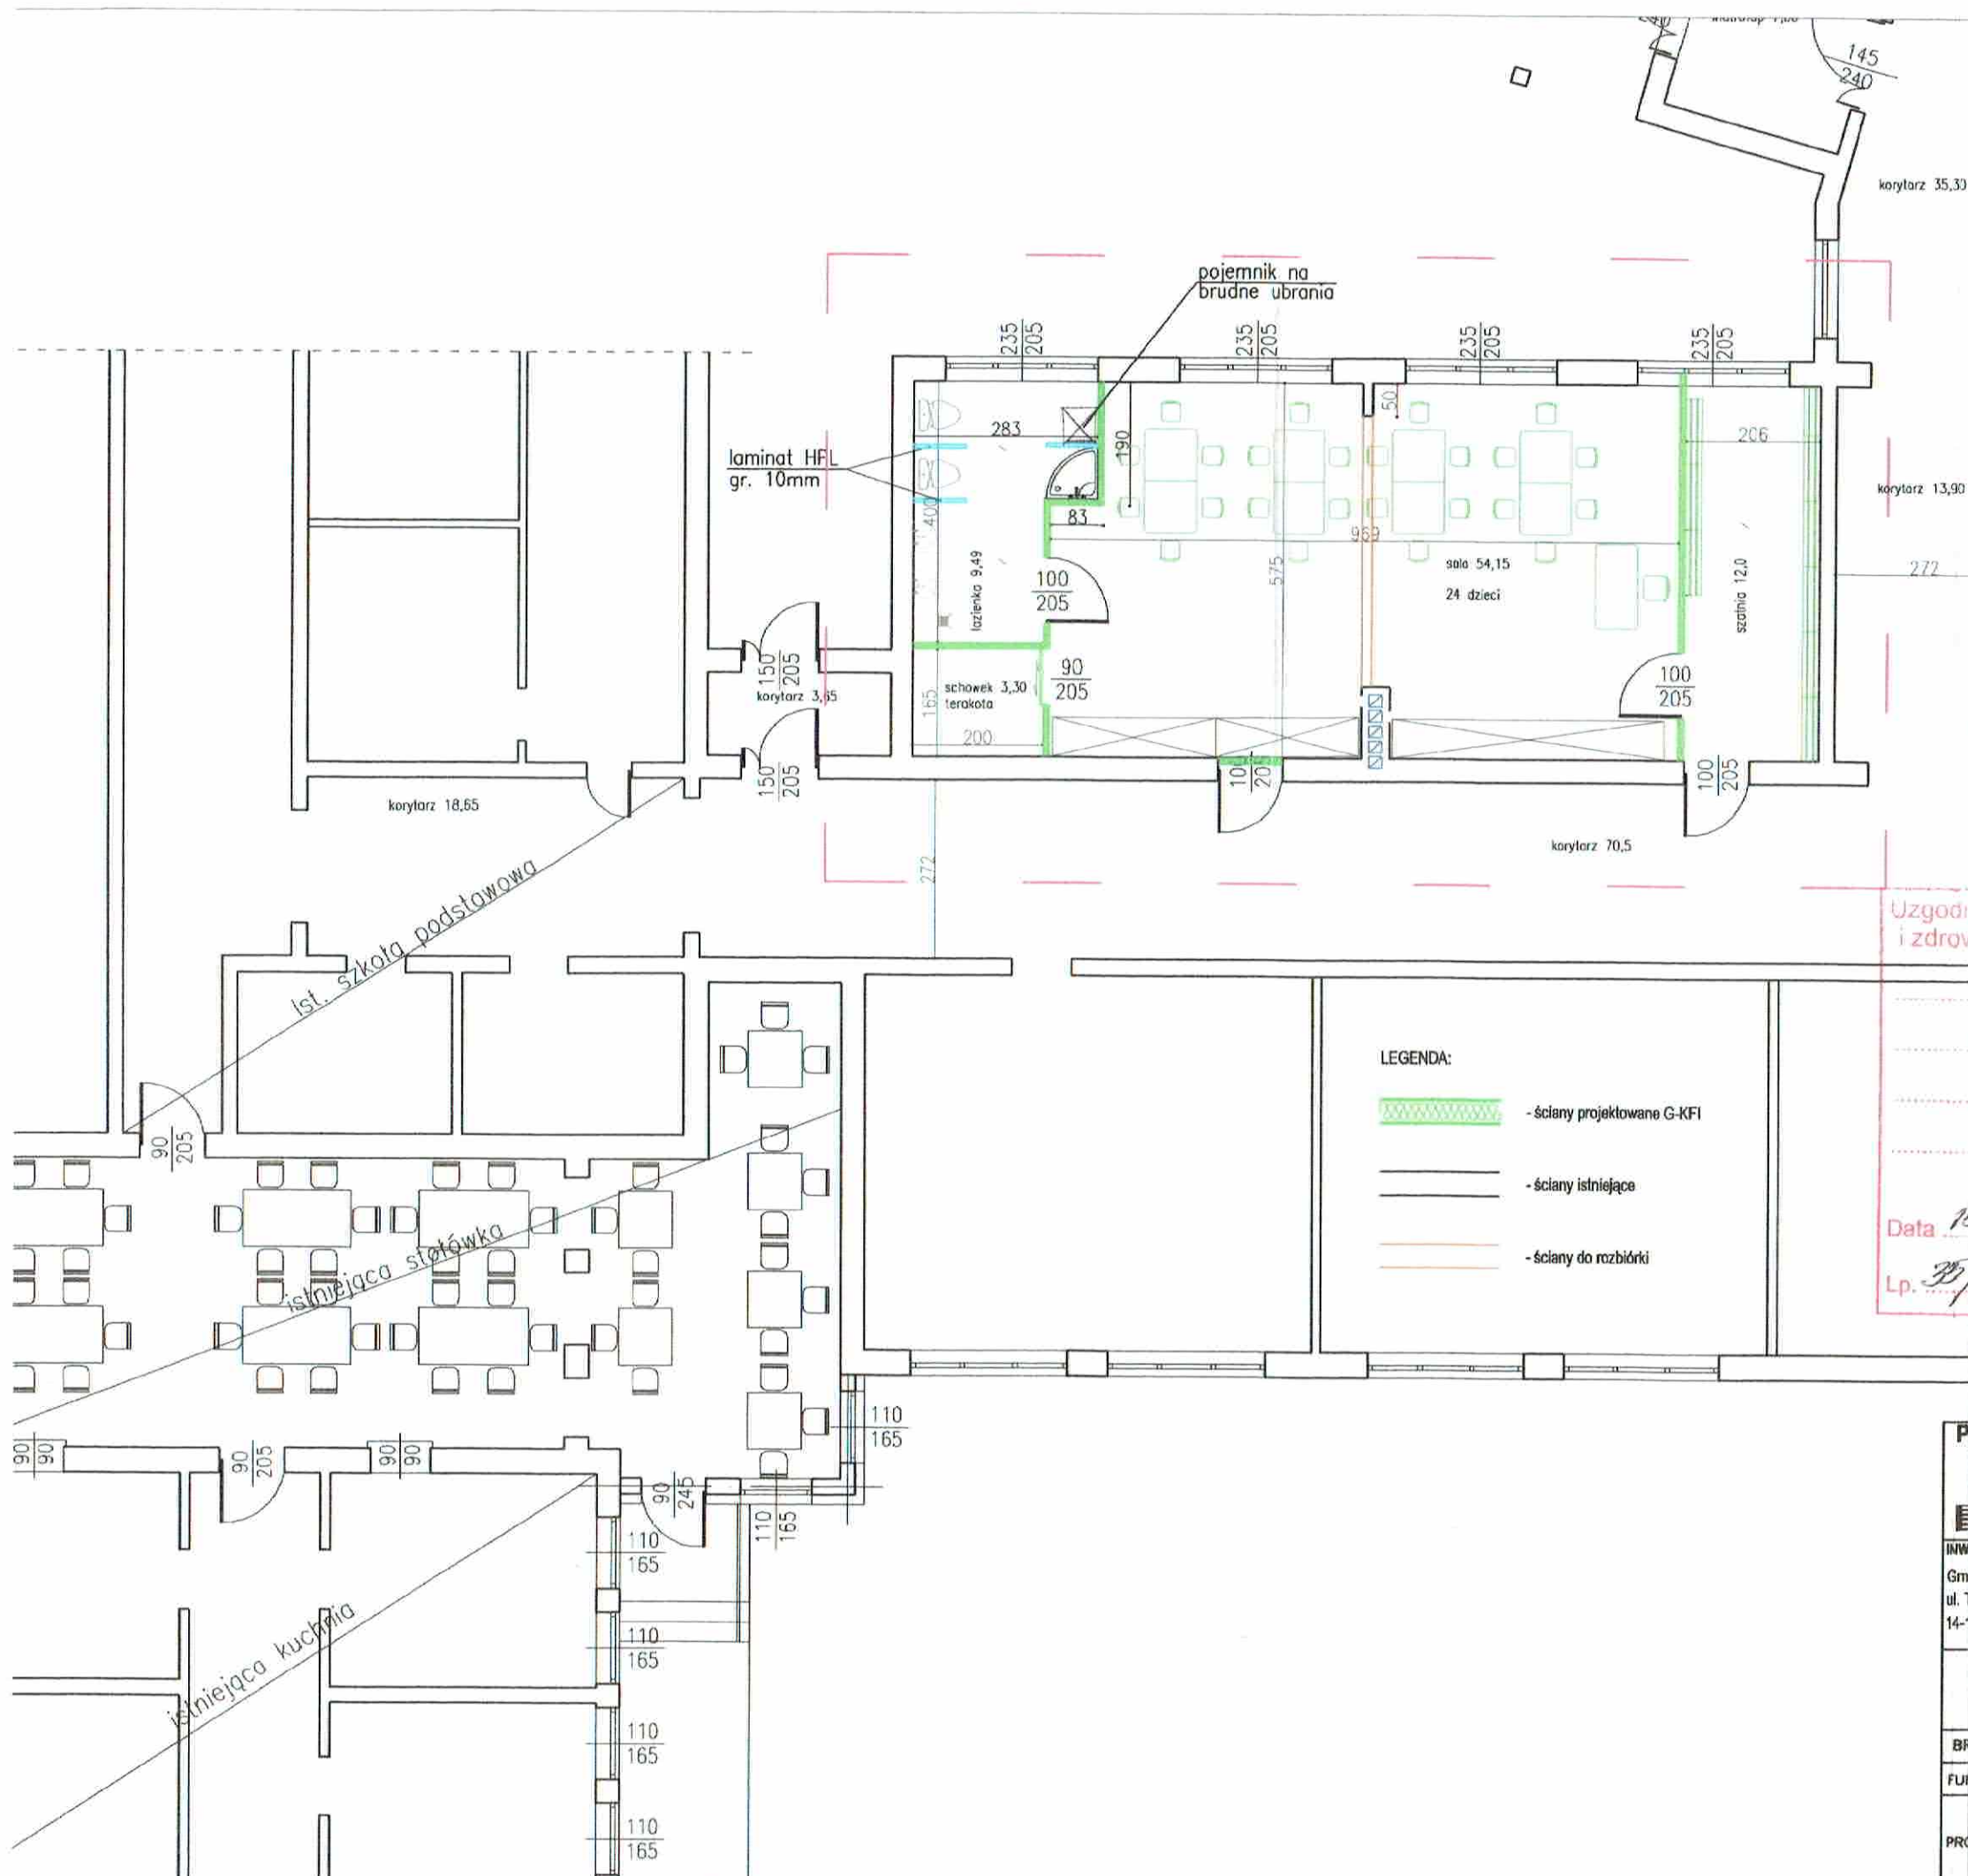 145
240
korytarz 35,30
pojemnik na
brudne ubrania
235
205
235
205
235
205
235
205
laminat HPL
gr. 10mm
283
190
50
206
korytarz 13,90
400
83
969
575
łazienka 9,49
100
205
sala 54,15
24 dzieci
szatnia 12,0
272
150
205
korytarz 3,65
schowek 3,30
terakota
90
205
165
200
100
205
150
205
100
205
korytarz 18,65
korytarz 70,5
272
Ist. szkoła podstawowa
Data
Lp.
LEGENDA:
- ściany projektowane G-KFI
- ściany istniejące
- ściany do rozbiórki
90
205
istniejąca stołówka
110
165
90
90
90
205
90
90
90
245
110
165
110
165
110
165
110
165
110
165
istniejąca kuchnia
ul.